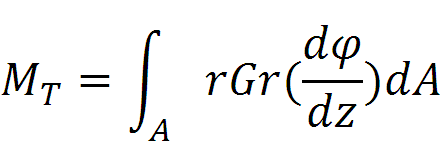 M_T = ∫_A rGr(dφ/dz)dA